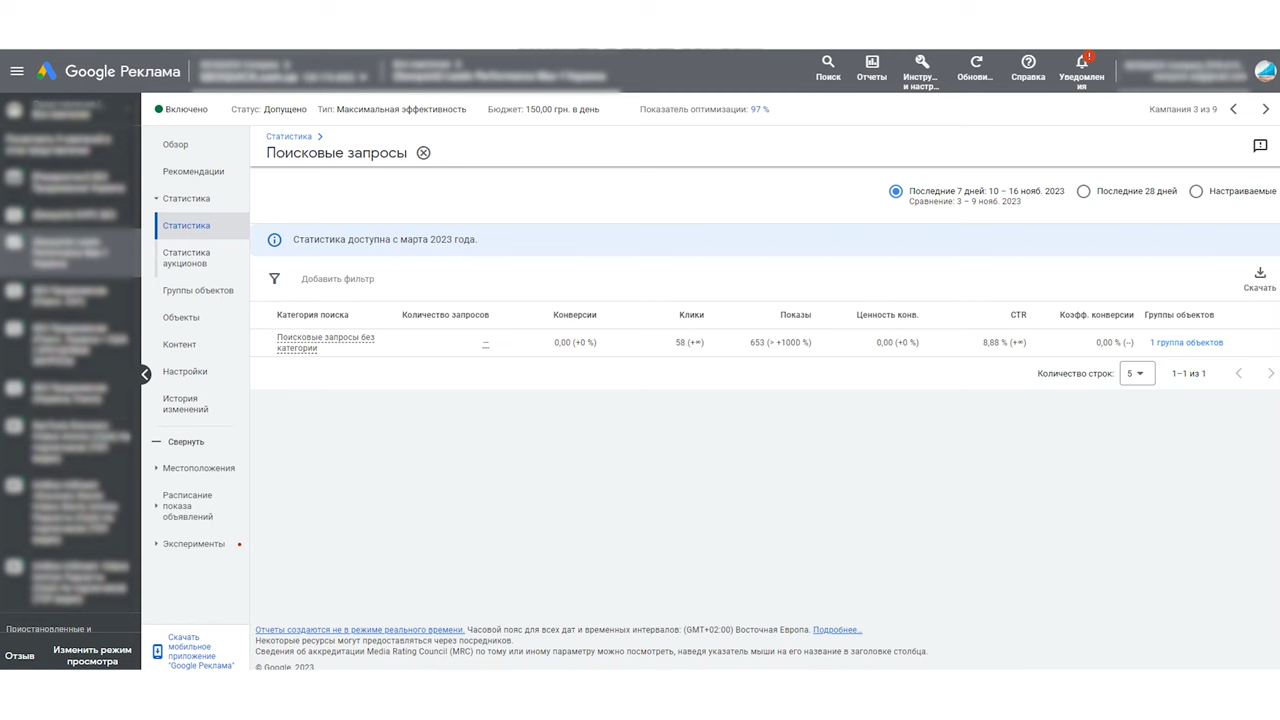 Google Реклама
Поиск
Отчеты
Инстру...
и настр...
Обнови...
Справка
Уведомлен
ия
Включено Статус: Допущено Тип: Максимальная эффективность Бюджет: 150,00 грн. в день Показатель оптимизации: 97 % Кампания 3 из 9
Обзор
Рекомендации
Статистика
Статистика
Статистика
аукционов
Группы объектов
Объекты
Контент
Настройки
История
изменений
Свернуть
Местоположения
Расписание
показа
объявлений
Эксперименты
Скачать
мобильное
приложение
"Google Реклама"
Приостановленные и
Отзыв
Изменить режим
просмотра
Статистика
Поисковые запросы
Последние 7 дней: 10 – 16 нояб. 2023
Сравнение: 3 – 9 нояб. 2023
Последние 28 дней
Настраиваемые
Статистика доступна с марта 2023 года.
Добавить фильтр
Скачать
Категория поиска Количество запросов Конверсии Клики Показы Ценность конв. CTR Коэфф. конверсии Группы объектов
Поисковые запросы без
категории
– 0,00 (+0 %) 58 (+∞) 653 (> +1000 %) 0,00 (+0 %) 8,88 % (+∞) 0,00 % (–) 1 группа объектов
Количество строк: 5 1–1 из 1
Отчеты создаются не в режиме реального времени. Часовой пояс для всех дат и временных интервалов: (GMT+02:00) Восточная Европа. Подробнее...
Некоторые ресурсы могут предоставляться через посредников.
Сведения об аккредитации Media Rating Council (MRC) по тому или иному параметру можно посмотреть, наведя указатель мыши на его название в заголовке столбца.
© Google, 2023.